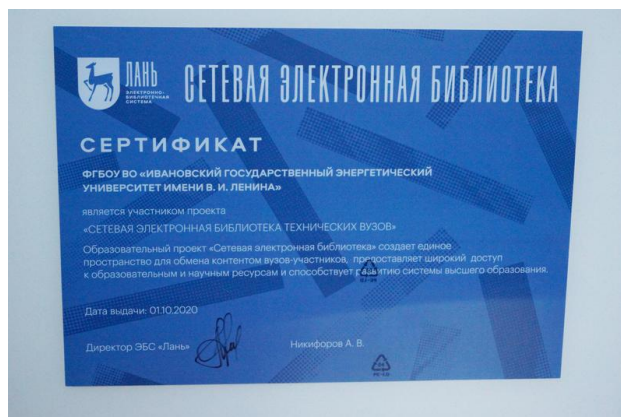 ЛАНЬ
ЭЛЕКТРОННО-
БИБЛИОТЕЧНАЯ
СИСТЕМА
СЕТЕВАЯ ЭЛЕКТРОННАЯ БИБЛИОТЕКА
СЕРТИФИКАТ
ФГБОУ ВО «ИВАНОВСКИЙ ГОСУДАРСТВЕННЫЙ ЭНЕРГЕТИЧЕСКИЙ
УНИВЕРСИТЕТ ИМЕНИ В. И. ЛЕНИНА»
является участником проекта
«СЕТЕВАЯ ЭЛЕКТРОННАЯ БИБЛИОТЕКА ТЕХНИЧЕСКИХ ВУЗОВ»
Образовательный проект «Сетевая электронная библиотека» создает единое
пространство для обмена контентом вузов-участников, предоставляет широкий доступ
к образовательным и научным ресурсам и способствует развитию системы высшего образования.
Дата выдачи: 01.10.2020
Директор ЭБС «Лань»
Никифоров А. В.